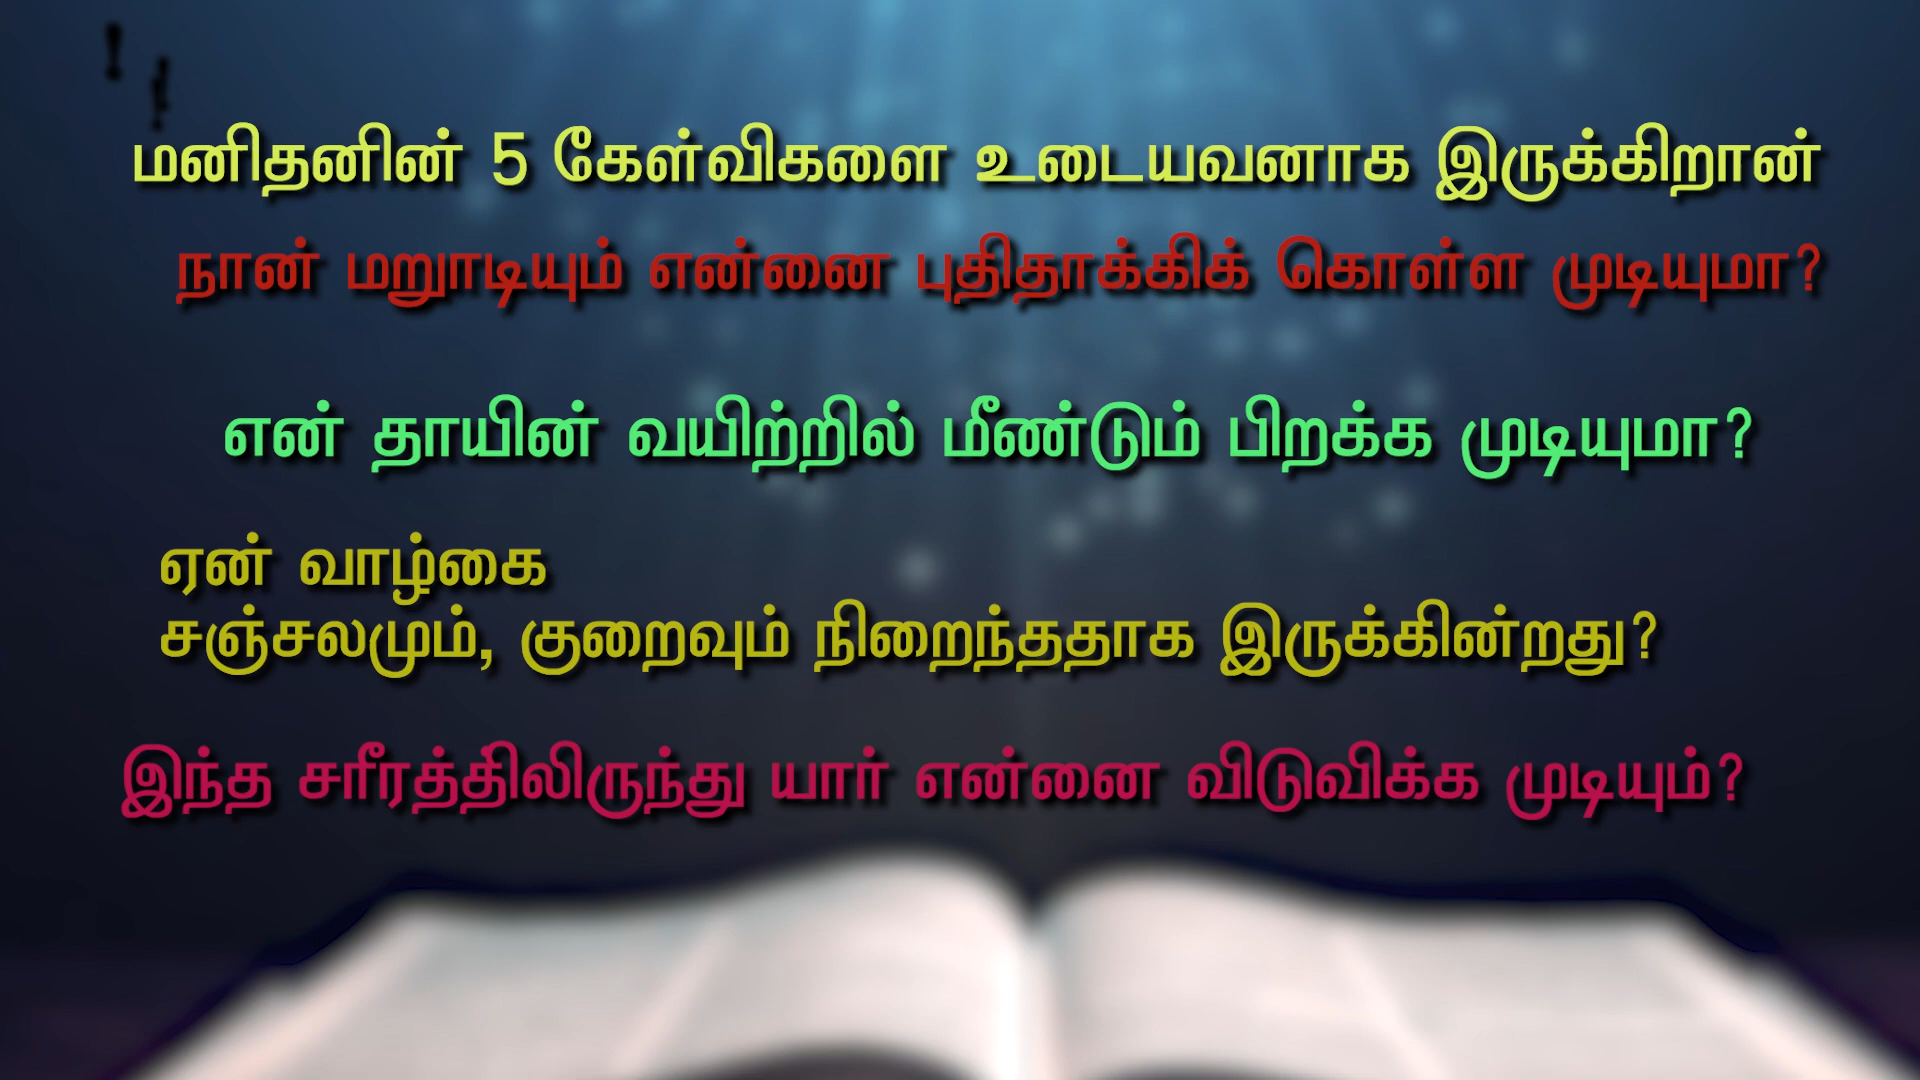 மனிதனின் 5 கேள்விகளை உடையவனாக இருக்கிறான்
நான் மறுாடியும் என்னை புதிதாக்கிக் கொள்ள முடியுமா?
என் தாயின் வயிற்றில் மீண்டும் பிறக்க முடியுமா?
ஏன் வாழ்கை
சஞ்சலமும், குறைவும் நிறைந்ததாக இருக்கின்றது?
இந்த சரீரத்திலிருந்து யார் என்னை விடுவிக்க முடியும்?